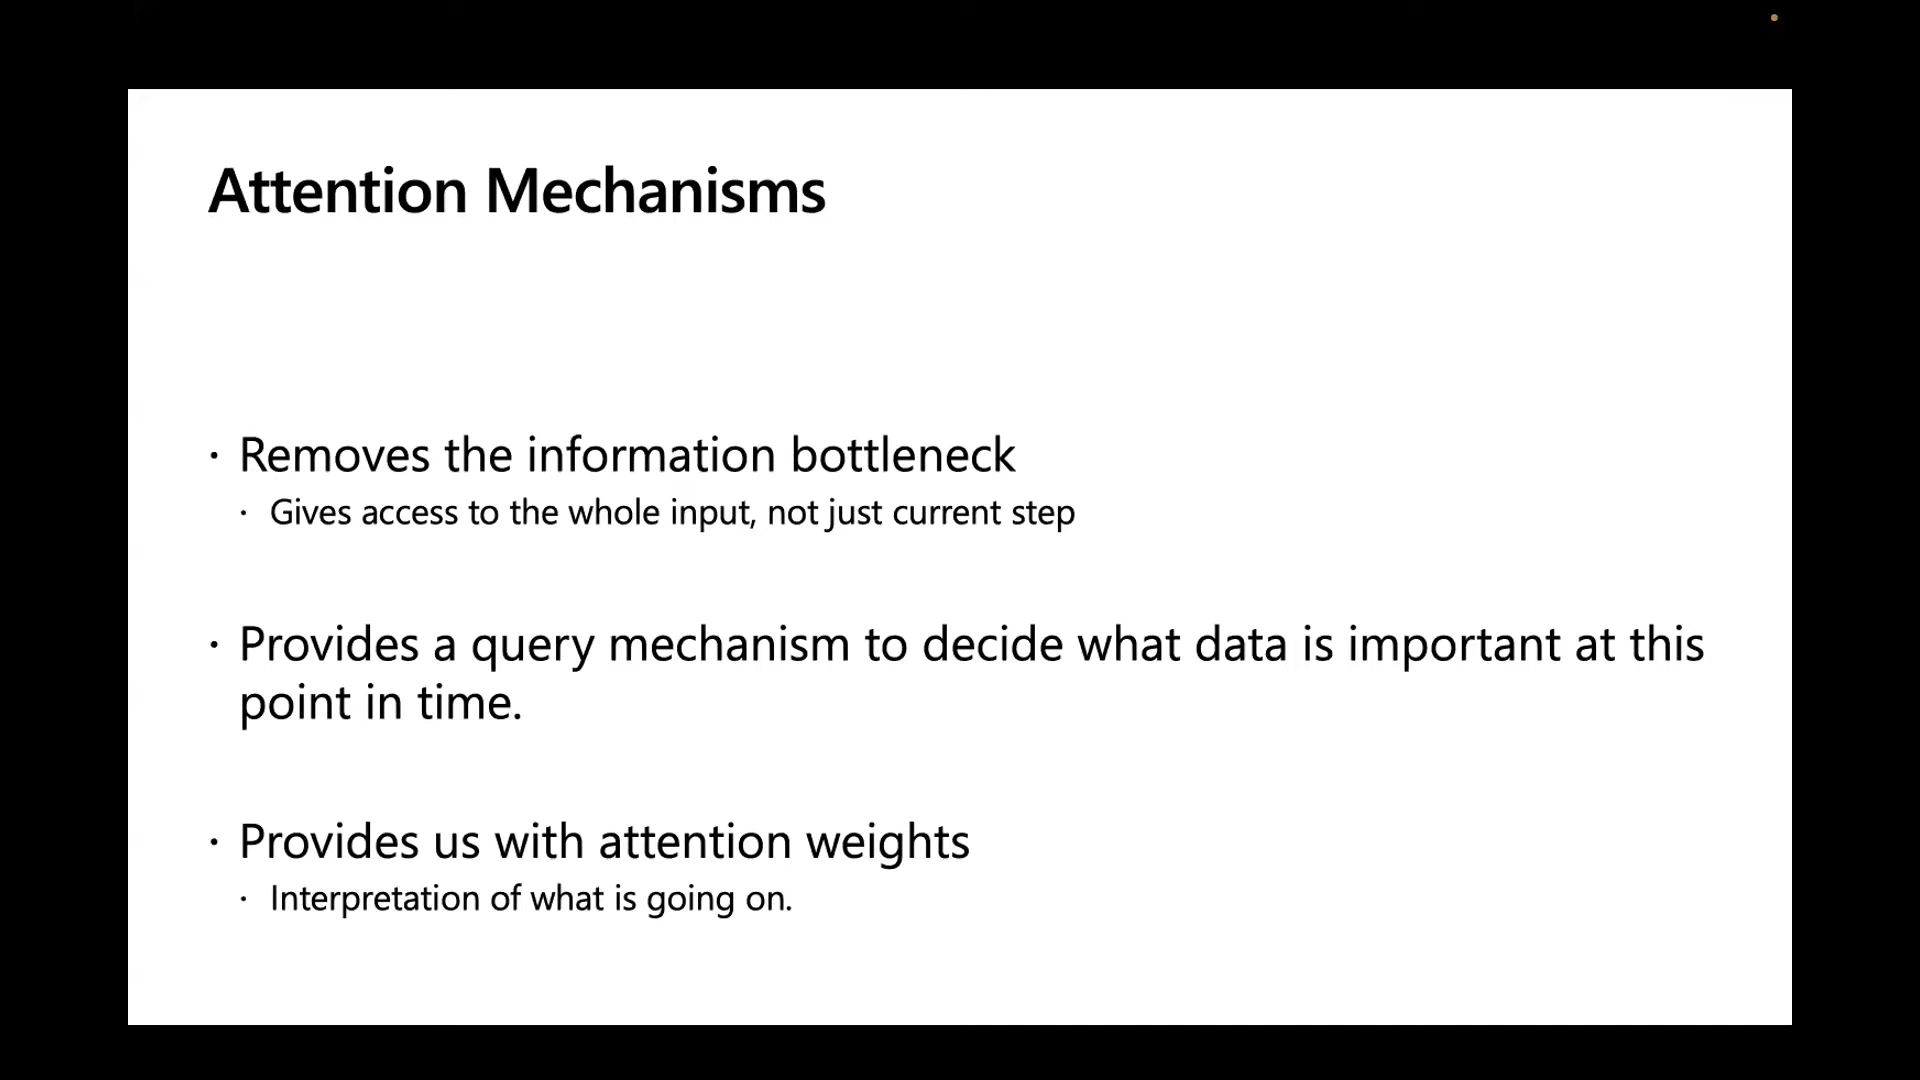 Attention Mechanisms
· Removes the information bottleneck
· Gives access to the whole input, not just current step
· Provides a query mechanism to decide what data is important at this
point in time.
· Provides us with attention weights
· Interpretation of what is going on.